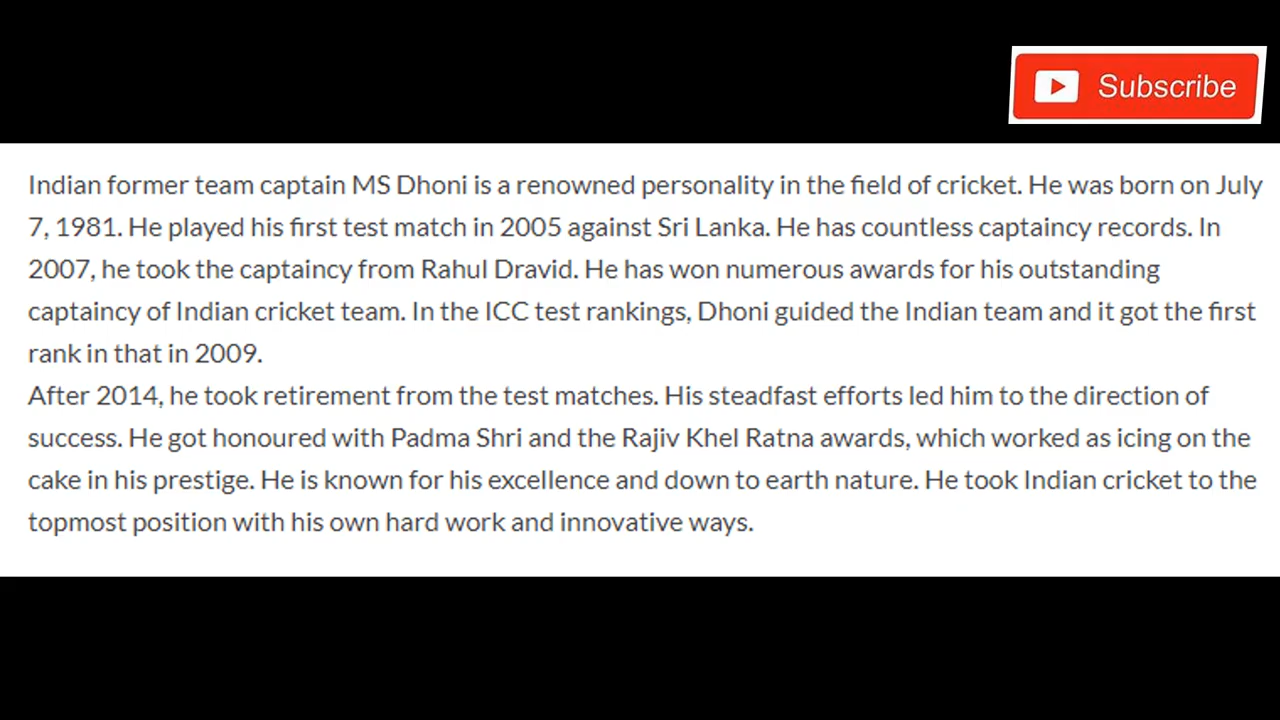 Subscribe
Indian former team captain MS Dhoni is a renowned personality in the field of cricket. He was born on July
7, 1981. He played his first test match in 2005 against Sri Lanka. He has countless captaincy records. In
2007, he took the captaincy from Rahul Dravid. He has won numerous awards for his outstanding
captaincy of Indian cricket team. In the ICC test rankings, Dhoni guided the Indian team and it got the first
rank in that in 2009.
After 2014, he took retirement from the test matches. His steadfast efforts led him to the direction of
success. He got honoured with Padma Shri and the Rajiv Khel Ratna awards, which worked as icing on the
cake in his prestige. He is known for his excellence and down to earth nature. He took Indian cricket to the
topmost position with his own hard work and innovative ways.